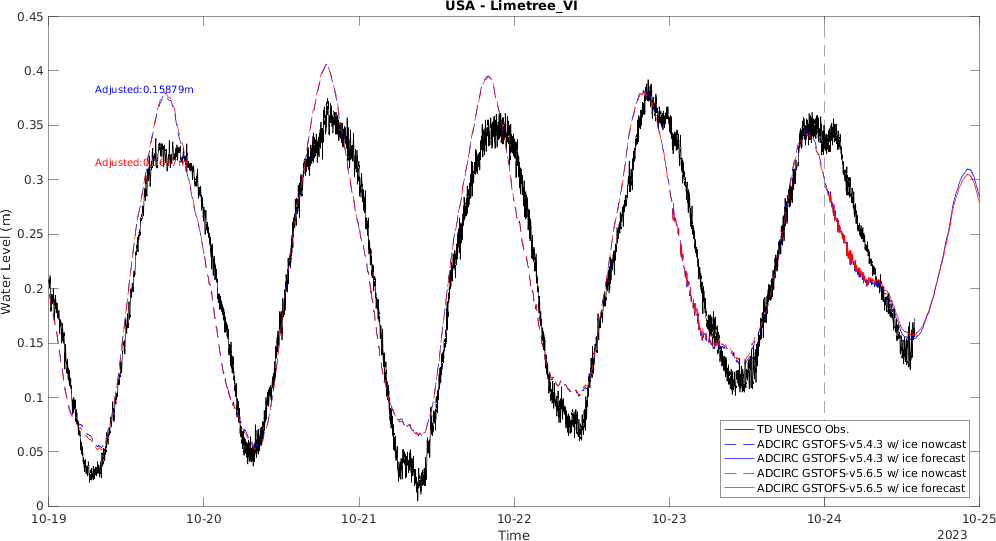 USA - Limetree_VI
0.45
0.4
0.35
0.3
0.25
0.2
0.15
0.1
0.05
0
Water Level (m)
Adjusted:0.15879m
10-19
10-20
10-21
10-22
10-23
10-24
10-25
Time
2023
TD UNESCO Obs.
ADCIRC GSTOFS-v5.4.3 w/ ice nowcast
ADCIRC GSTOFS-v5.4.3 w/ ice forecast
ADCIRC GSTOFS-v5.6.5 w/ ice nowcast
ADCIRC GSTOFS-v5.6.5 w/ ice forecast